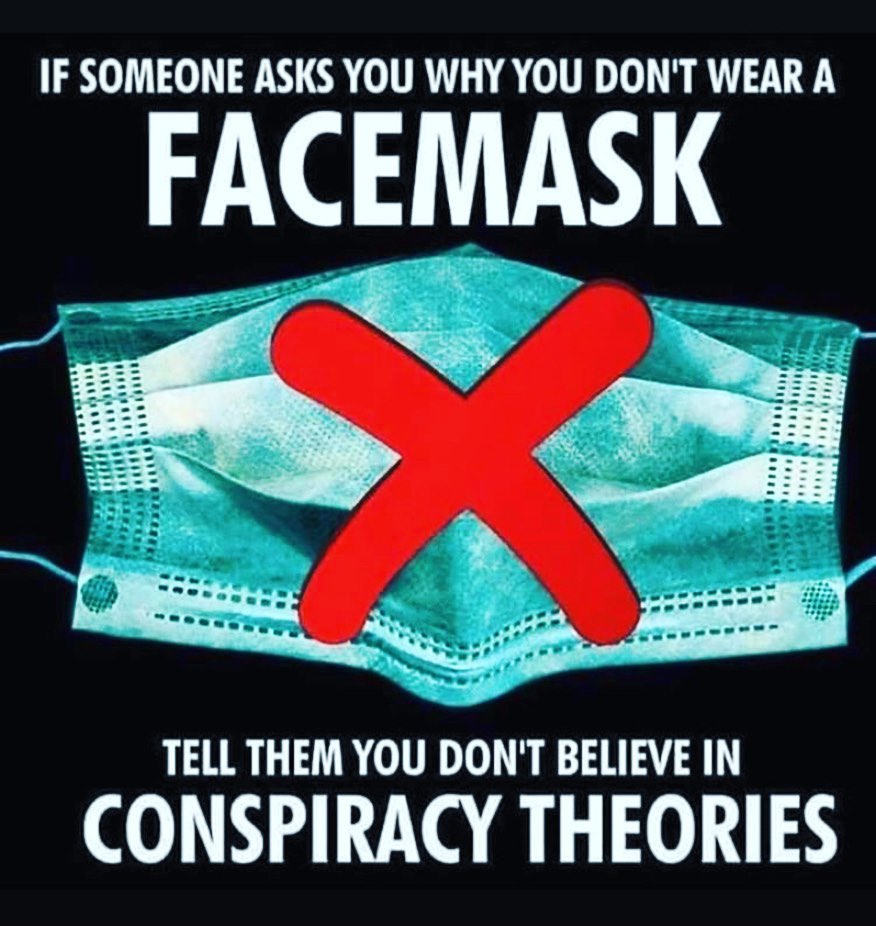 IF SOMEONE ASKS YOU WHY YOU DON'T WEAR A
FACEMASK
TELL THEM YOU DON'T BELIEVE IN
CONSPIRACY THEORIES